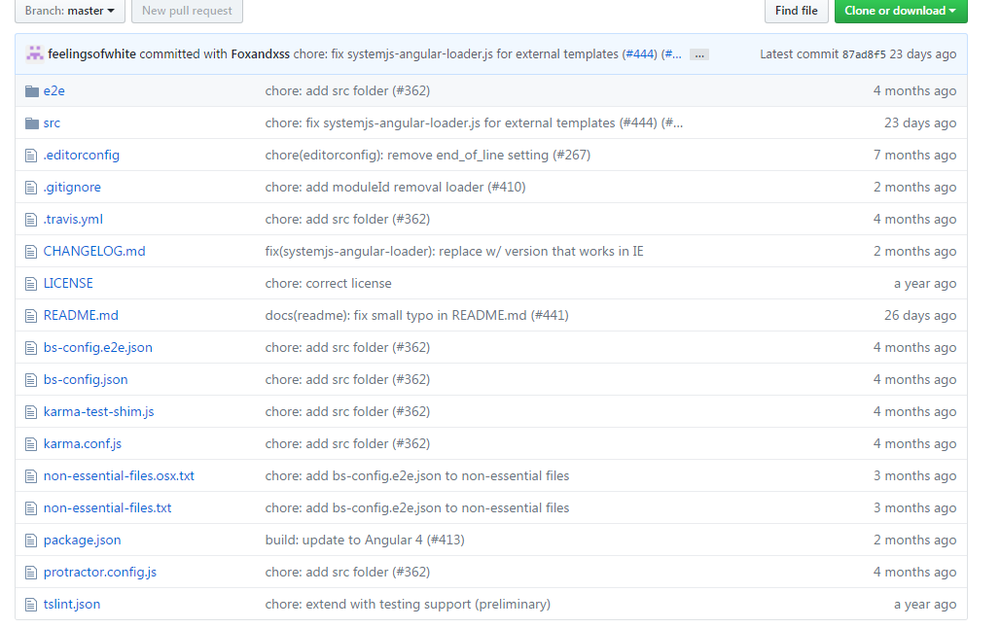 Branch: master New pull request Find file Clone or download
feelingsofwhite committed with Foxandxss chore: fix systemjs-angular-loader.js for external templates (#444) (#... ... Latest commit 87ad8f5 23 days ago
e2e chore: add src folder (#362) 4 months ago
src chore: fix systemjs-angular-loader.js for external templates (#444) (#... 23 days ago
.editorconfig chore(editorconfig): remove end_of_line setting (#267) 7 months ago
.gitignore chore: add moduleId removal loader (#410) 2 months ago
.travis.yml chore: add src folder (#362) 4 months ago
CHANGELOG.md fix(systemjs-angular-loader): replace w/ version that works in IE 2 months ago
LICENSE chore: correct license a year ago
README.md docs(readme): fix small typo in README.md (#441) 26 days ago
bs-config.e2e.json chore: add src folder (#362) 4 months ago
bs-config.json chore: add src folder (#362) 4 months ago
karma-test-shim.js chore: add src folder (#362) 4 months ago
karma.conf.js chore: add src folder (#362) 4 months ago
non-essential-files.osx.txt chore: add bs-config.e2e.json to non-essential files 3 months ago
non-essential-files.txt chore: add bs-config.e2e.json to non-essential files 3 months ago
package.json build: update to Angular 4 (#413) 2 months ago
protractor.config.js chore: add src folder (#362) 4 months ago
tslint.json chore: extend with testing support (preliminary) a year ago